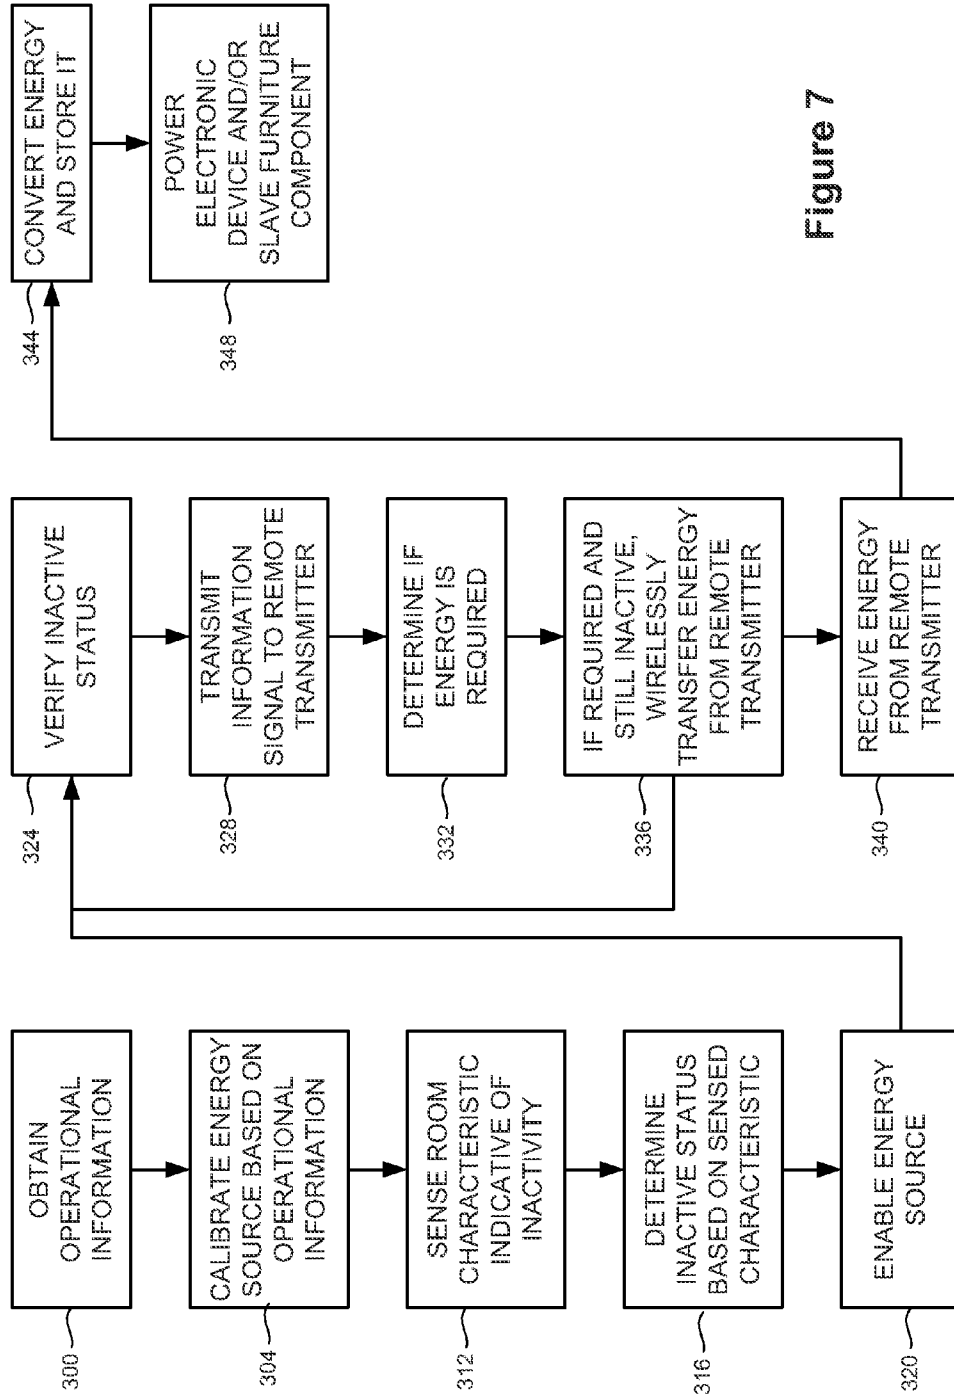 300
OBTAIN
OPERATIONAL
INFORMATION
304
CALIBRATE ENERGY
SOURCE BASED ON
OPERATIONAL
INFORMATION
312
SENSE ROOM
CHARACTERISTIC
INDICATIVE OF
INACTIVITY
316
DETERMINE
INACTIVE STATUS
BASED ON SENSED
CHARACTERISTIC
320
ENABLE ENERGY
SOURCE
324
VERIFY INACTIVE
STATUS
328
TRANSMIT
INFORMATION
SIGNAL TO REMOTE
TRANSMITTER
332
DETERMINE IF
ENERGY IS
REQUIRED
336
IF REQUIRED AND
STILL INACTIVE,
WIRELESSLY
TRANSFER ENERGY
FROM REMOTE
TRANSMITTER
340
RECEIVE ENERGY
FROM REMOTE
TRANSMITTER
344
CONVERT ENERGY
AND STORE IT
348
POWER
ELECTRONIC
DEVICE AND/OR
SLAVE FURNITURE
COMPONENT
Figure 7